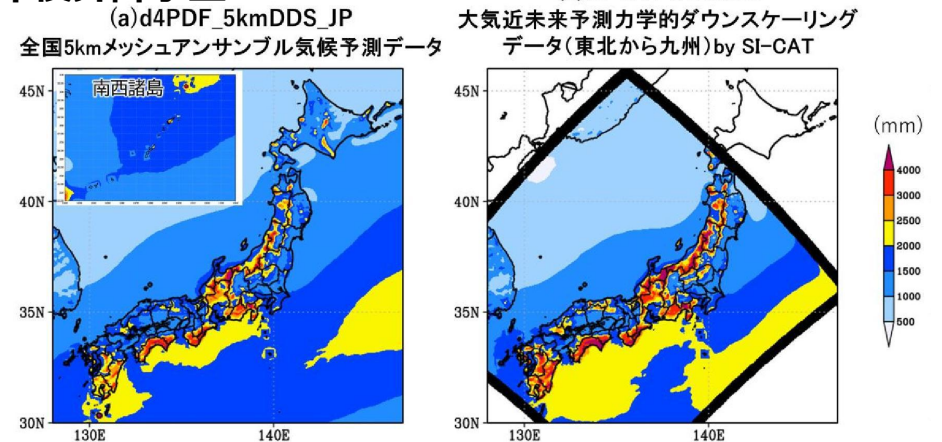 (a)d4PDF_5kmDDS_JP
全国5kmメッシュアンサンブル気候予測データ
大気近未来予測力学的ダウンスケーリング
データ(東北から九州)by SI-CAT
南西諸島
45N
40N
35N
30N
130E
140E
45N
40N
35N
30N
130E
140E
(mm)
4000
3000
2500
2000
1500
1000
500